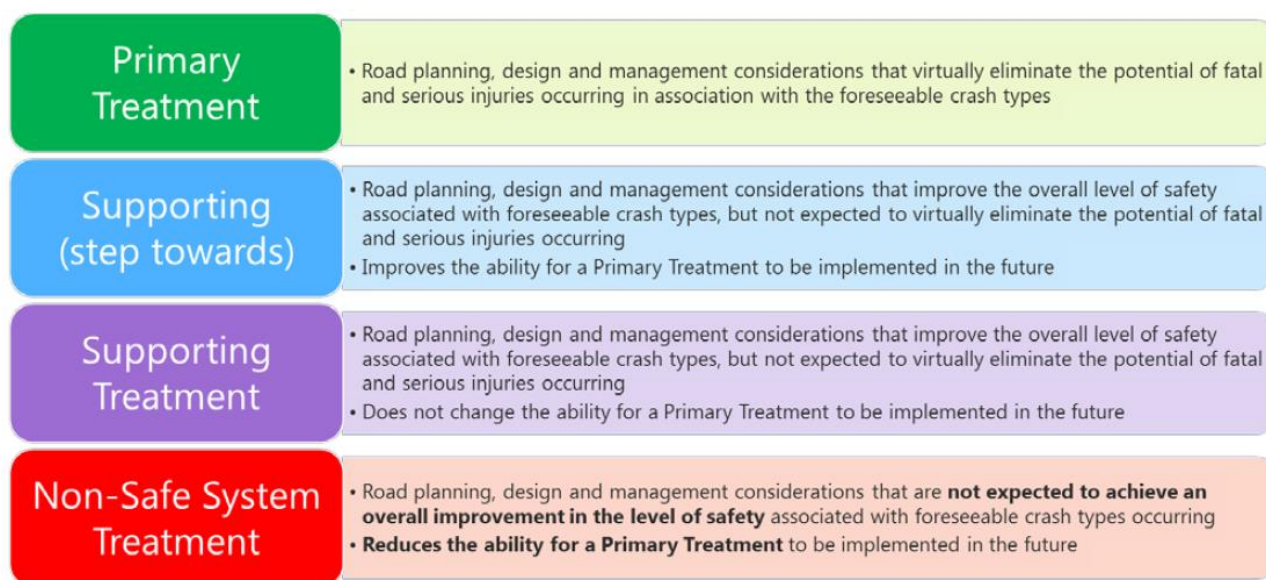 Primary
Treatment
• Road planning, design and management considerations that virtually eliminate the potential of fatal
and serious injuries occurring in association with the foreseeable crash types
Supporting
(step towards)
• Road planning, design and management considerations that improve the overall level of safety
associated with foreseeable crash types, but not expected to virtually eliminate the potential of fatal
and serious injuries occurring
• Improves the ability for a Primary Treatment to be implemented in the future
Supporting
Treatment
• Road planning, design and management considerations that improve the overall level of safety
associated with foreseeable crash types, but not expected to virtually eliminate the potential of fatal
and serious injuries occurring
• Does not change the ability for a Primary Treatment to be implemented in the future
Non-Safe System
Treatment
• Road planning, design and management considerations that are not expected to achieve an
overall improvement in the level of safety associated with foreseeable crash types occurring
• Reduces the ability for a Primary Treatment to be implemented in the future